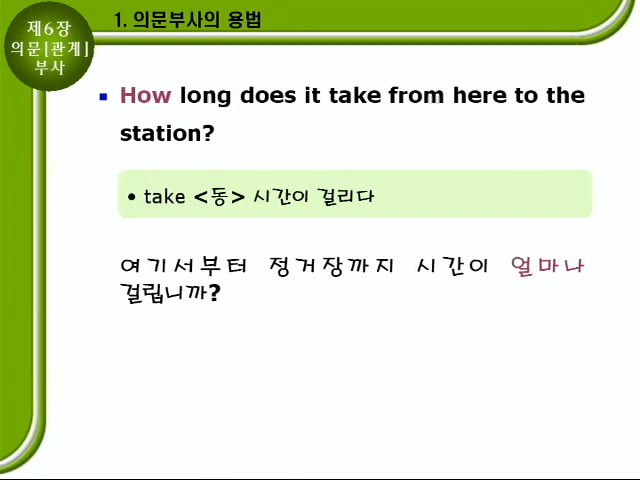 제6장
의문[관계]
부사
1. 의문부사의 용법
How long does it take from here to the
station?
• take <동> 시간이 걸리다
여기서부터 정거장까지 시간이 얼마나
걸립니까?